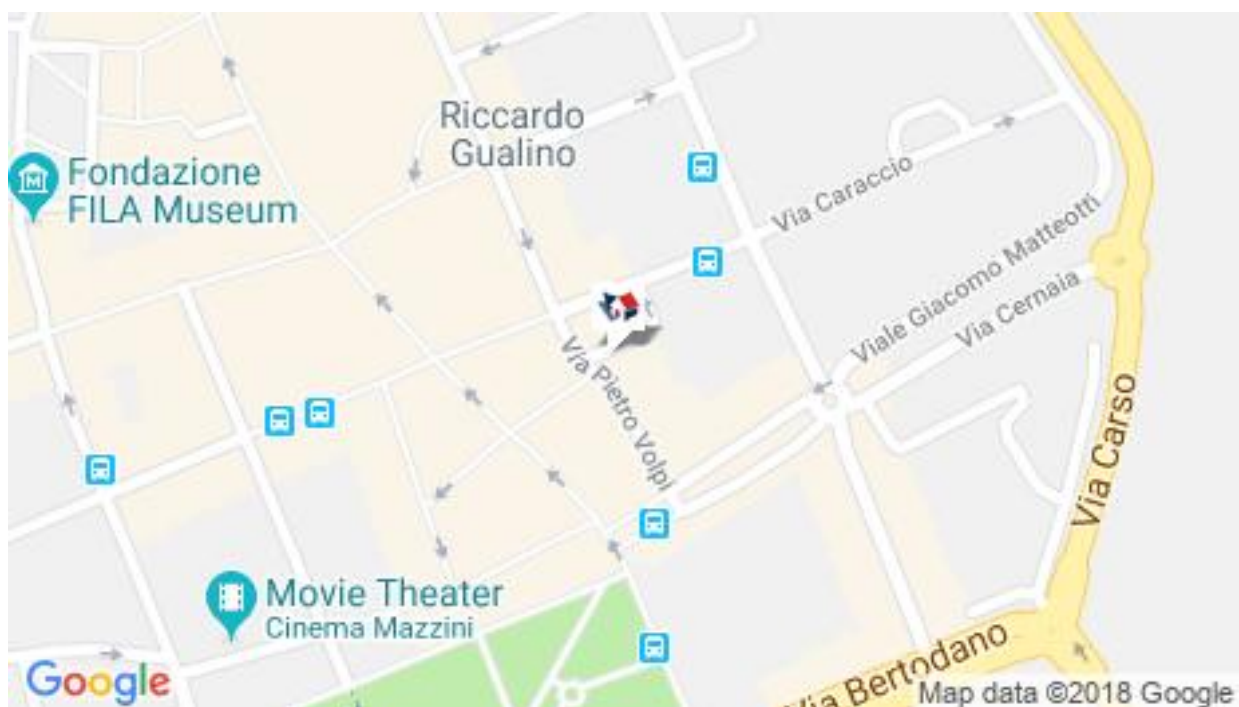 Riccardo
Gualino
Fondazione
FILA Museum
Via Caraccio
Viale Giacomo Matteotti
Via Cernaia
Via Pietro Volpi
Via Carso
Movie Theater
Cinema Mazzini
Via Bertodano
Google
Map data ©2018 Google